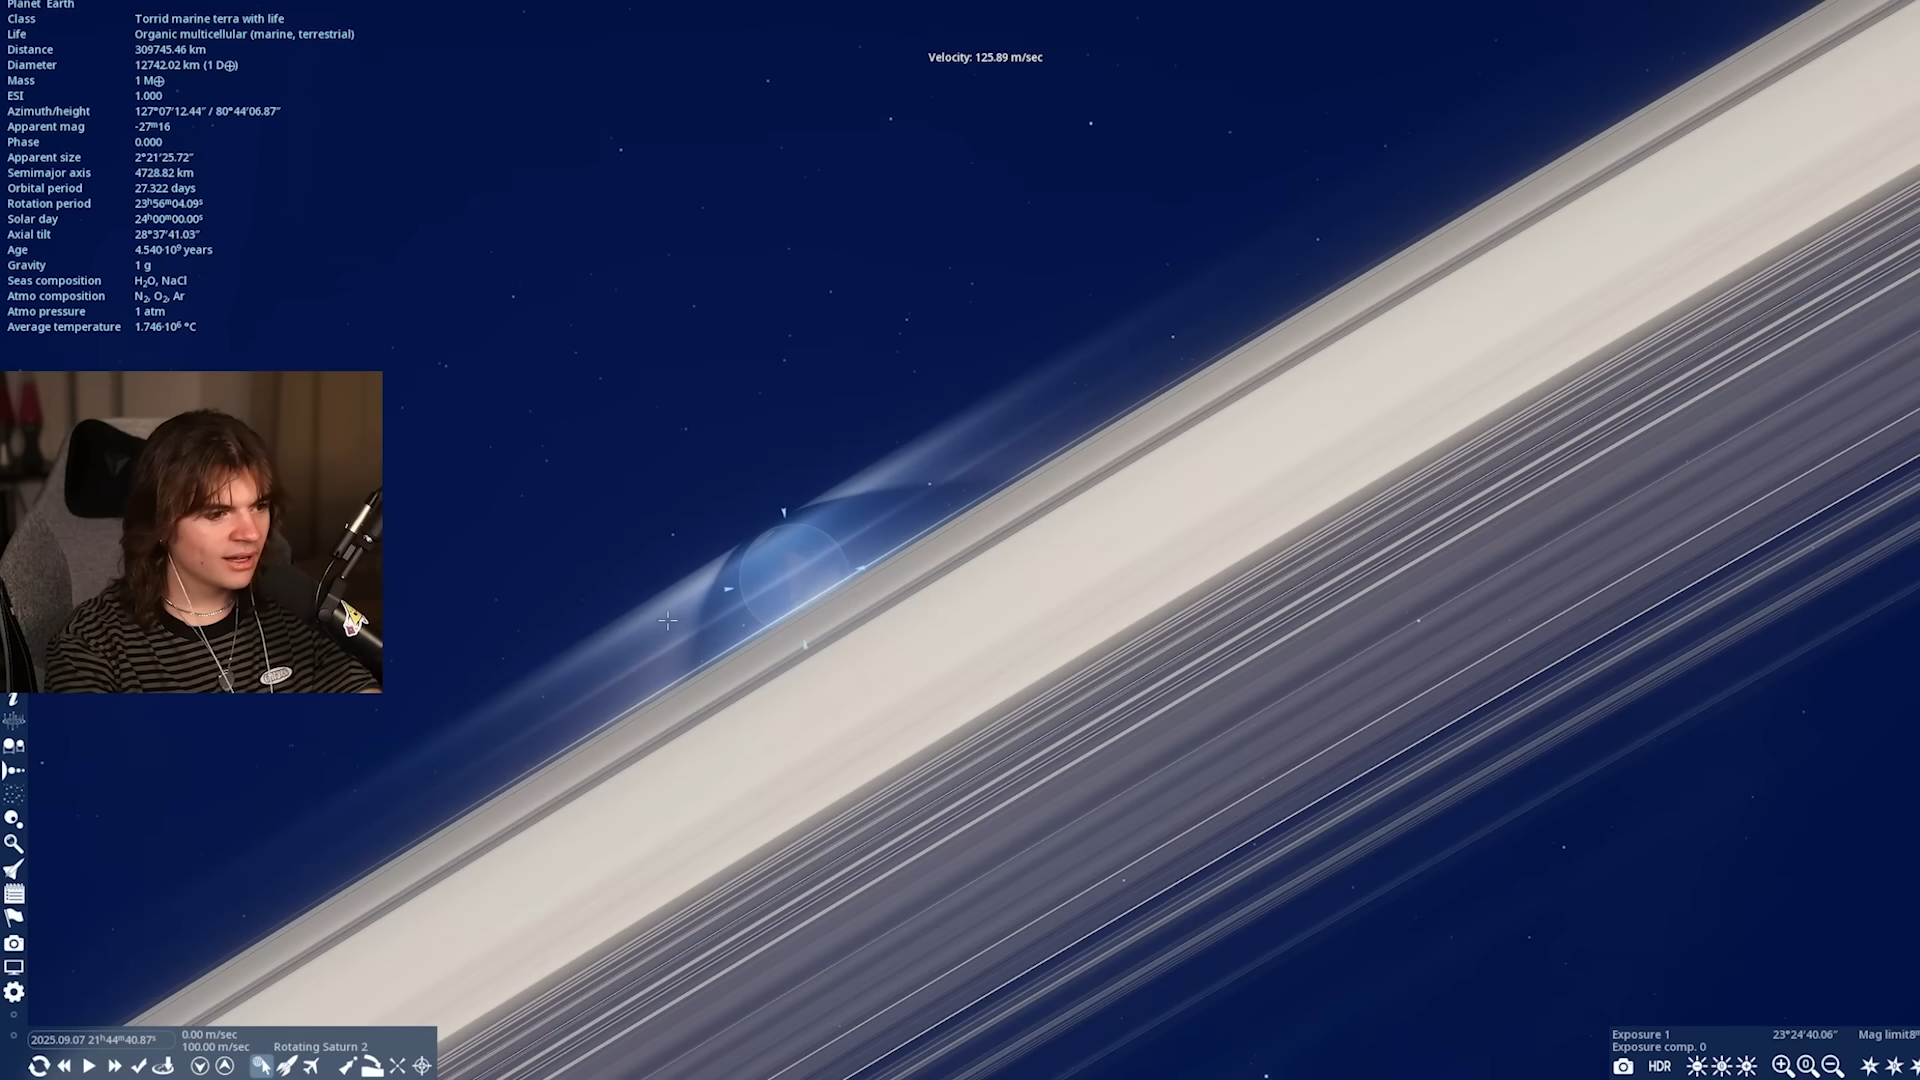 Planet Earth
Class Torrid marine terra with life
Life Organic multicellular (marine, terrestrial)
Distance 309745.46 km
Diameter 12742.02 km (1 D⊕)
Mass 1 M⊕
ESI 1.000
Azimuth/height 127°07′12.44″ / 80°44′06.87″
Apparent mag -27ᵐ16
Phase 0.000
Apparent size 2°21′25.72″
Semimajor axis 4728.82 km
Orbital period 27.322 days
Rotation period 23ʰ56ᵐ04.09ˢ
Solar day 24ʰ00ᵐ00.00ˢ
Axial tilt 28°37′41.03″
Age 4.540·10⁹ years
Gravity 1 g
Seas composition H₂O, NaCl
Atmo composition N₂, O₂, Ar
Atmo pressure 1 atm
Average temperature 1.746·10⁶ °C
Velocity: 125.89 m/sec
2025.09.07 21ʰ44ᵐ40.87ˢ
0.00 m/sec
100.00 m/sec Rotating Saturn 2
Exposure 1 23°24′40.06″ Mag limit8ᵐ
Exposure comp. 0
HDR